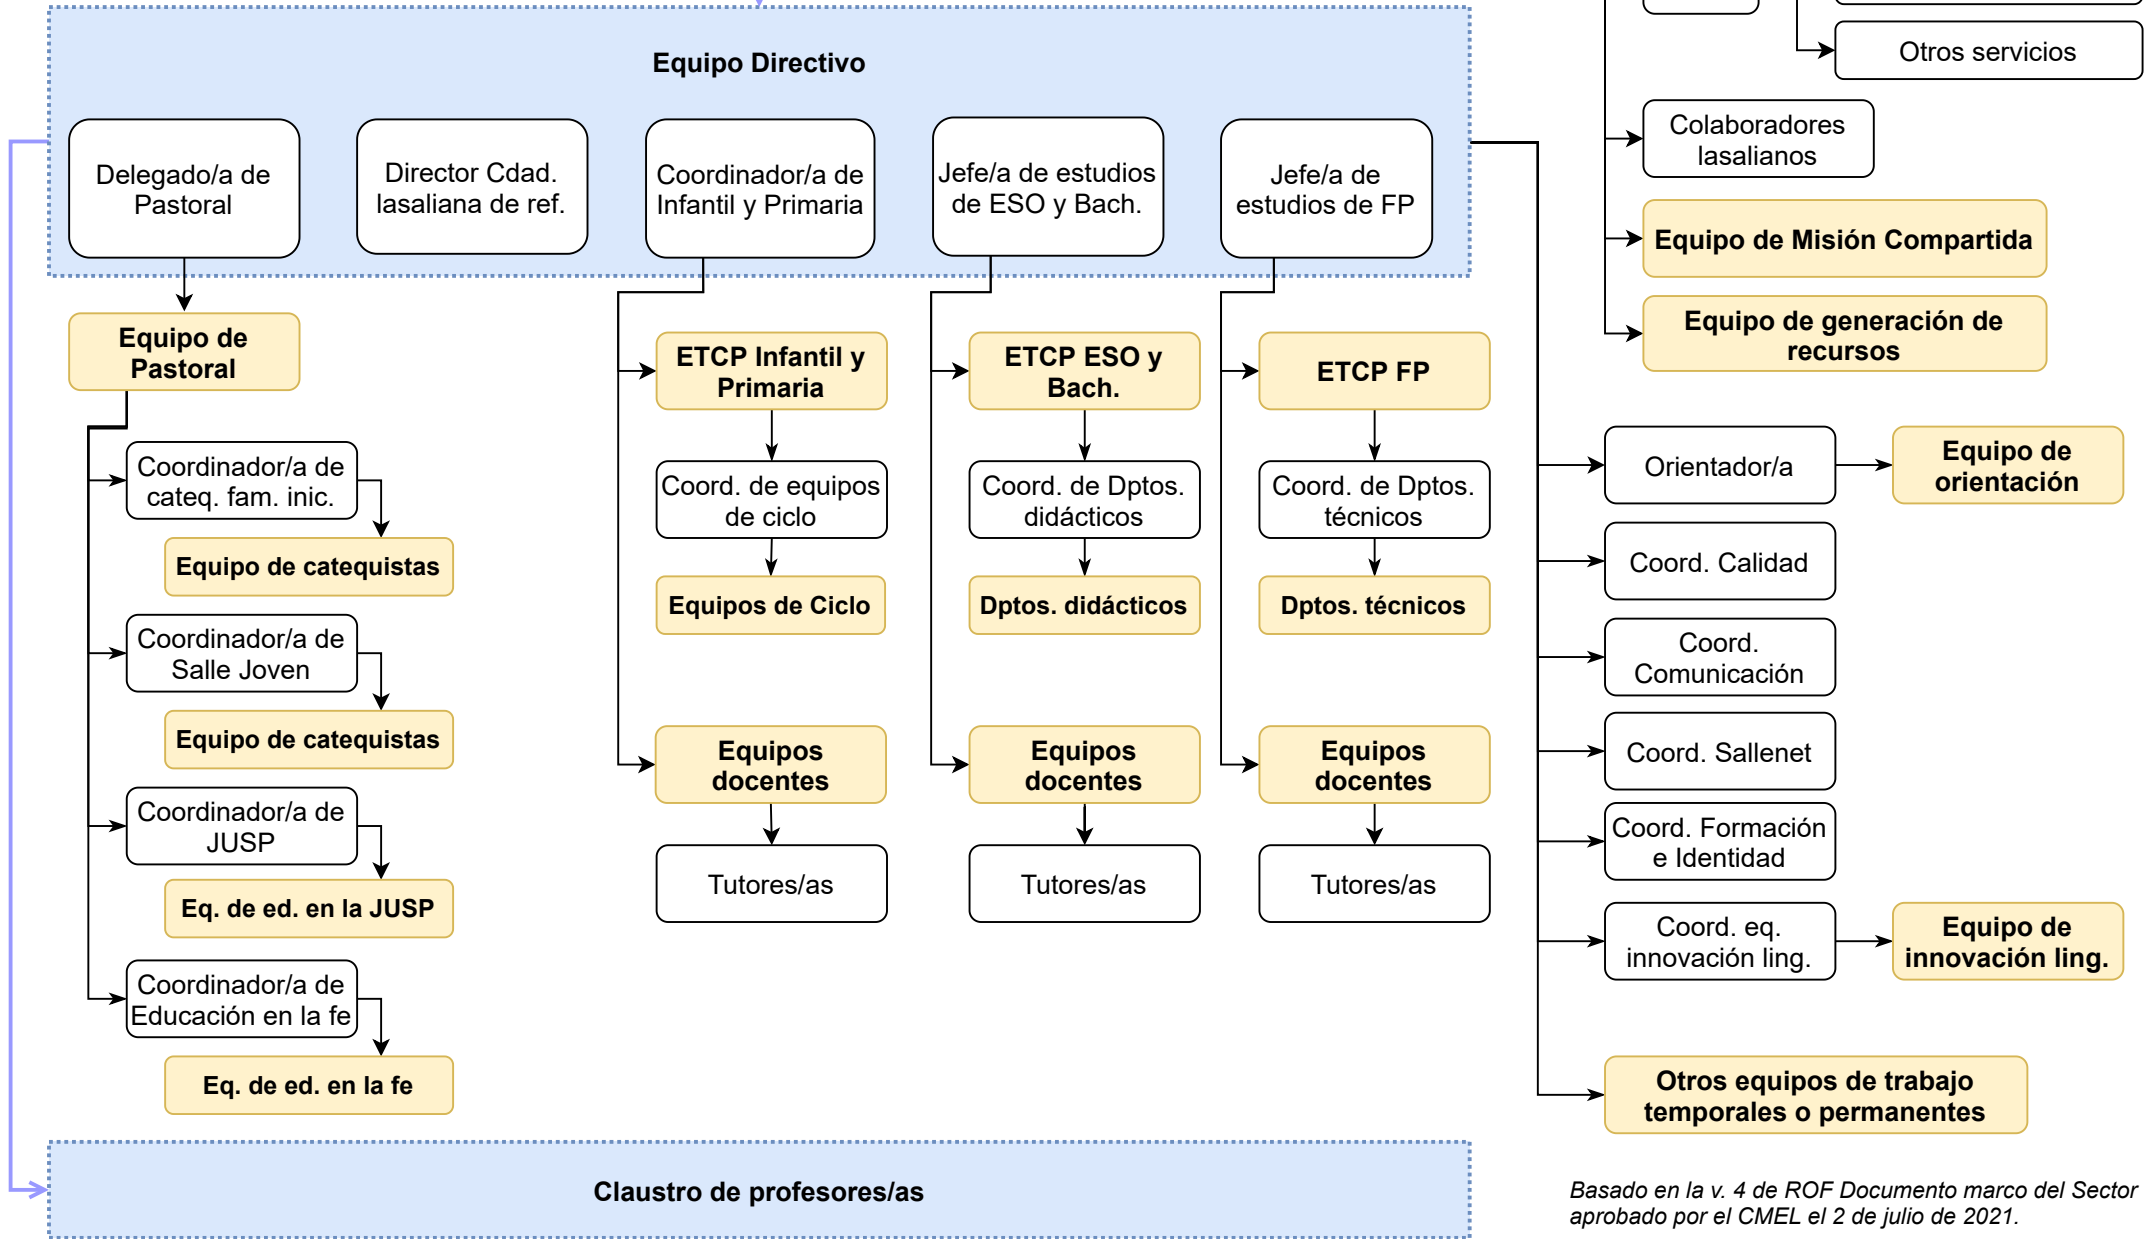 Equipo Directivo
Delegado/a de
Pastoral
Director Cdad.
lasaliana de ref.
Coordinador/a de
Infantil y Primaria
Jefe/a de estudios
de ESO y Bach.
Jefe/a de
estudios de FP
Otros servicios
Colaboradores
lasalianos
Equipo de Misión Compartida
Equipo de generación de
recursos
Equipo de
Pastoral
Coordinador/a de
cateq. fam. inic.
Equipo de catequistas
Coordinador/a de
Salle Joven
Equipo de catequistas
Coordinador/a de
JUSP
Eq. de ed. en la JUSP
Coordinador/a de
Educación en la fe
Eq. de ed. en la fe
ETCP Infantil y
Primaria
Coord. de equipos
de ciclo
Equipos de Ciclo
Equipos
docentes
Tutores/as
ETCP ESO y
Bach.
Coord. de Dptos.
didácticos
Dptos. didácticos
Equipos
docentes
Tutores/as
ETCP FP
Coord. de Dptos.
técnicos
Dptos. técnicos
Equipos
docentes
Tutores/as
Orientador/a
Equipo de
orientación
Coord. Calidad
Coord.
Comunicación
Coord. Sallenet
Coord. Formación
e Identidad
Coord. eq.
innovación ling.
Equipo de
innovación ling.
Otros equipos de trabajo
temporales o permanentes
Claustro de profesores/as
Basado en la v. 4 de ROF Documento marco del Sector
aprobado por el CMEL el 2 de julio de 2021.